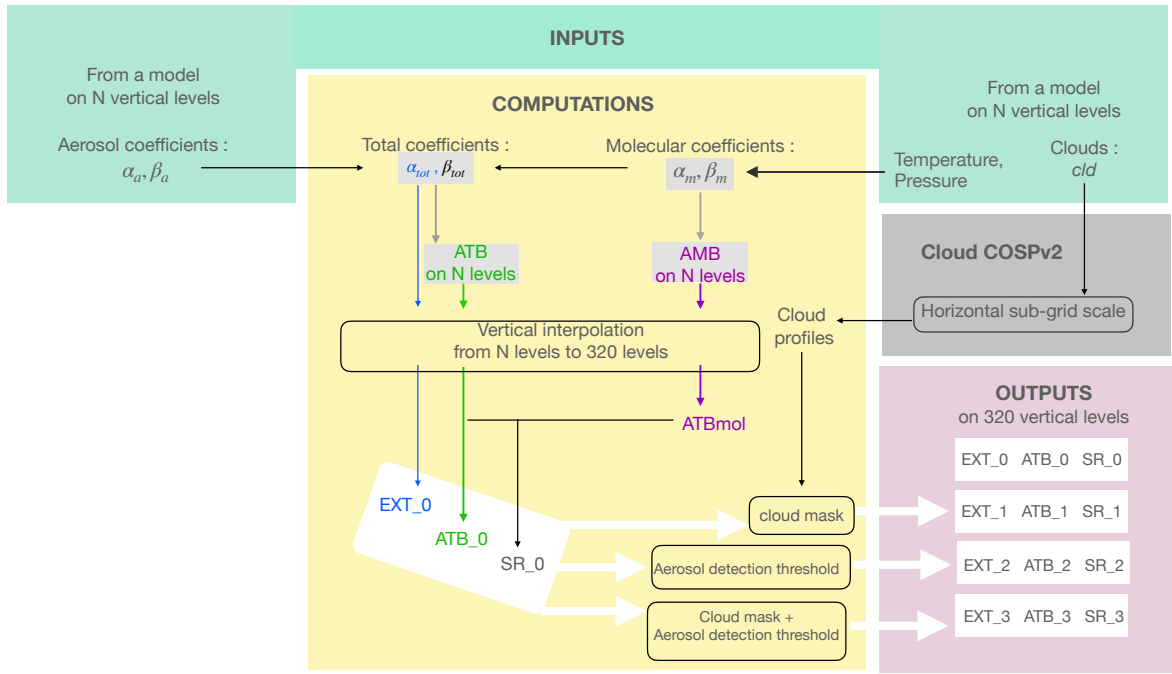 INPUTS
From a model
on N vertical levels
Aerosol coefficients :
αa, βa
COMPUTATIONS
Total coefficients :
αtot , βtot
Molecular coefficients :
αm, βm
From a model
on N vertical levels
Temperature,
Pressure
Clouds :
cld
ATB
on N levels
AMB
on N levels
Cloud COSPv2
Horizontal sub-grid scale
Cloud
profiles
Vertical interpolation
from N levels to 320 levels
ATBmol
EXT_0
ATB_0
SR_0
cloud mask
Aerosol detection threshold
Cloud mask +
Aerosol detection threshold
OUTPUTS
on 320 vertical levels
EXT_0 ATB_0 SR_0
EXT_1 ATB_1 SR_1
EXT_2 ATB_2 SR_2
EXT_3 ATB_3 SR_3